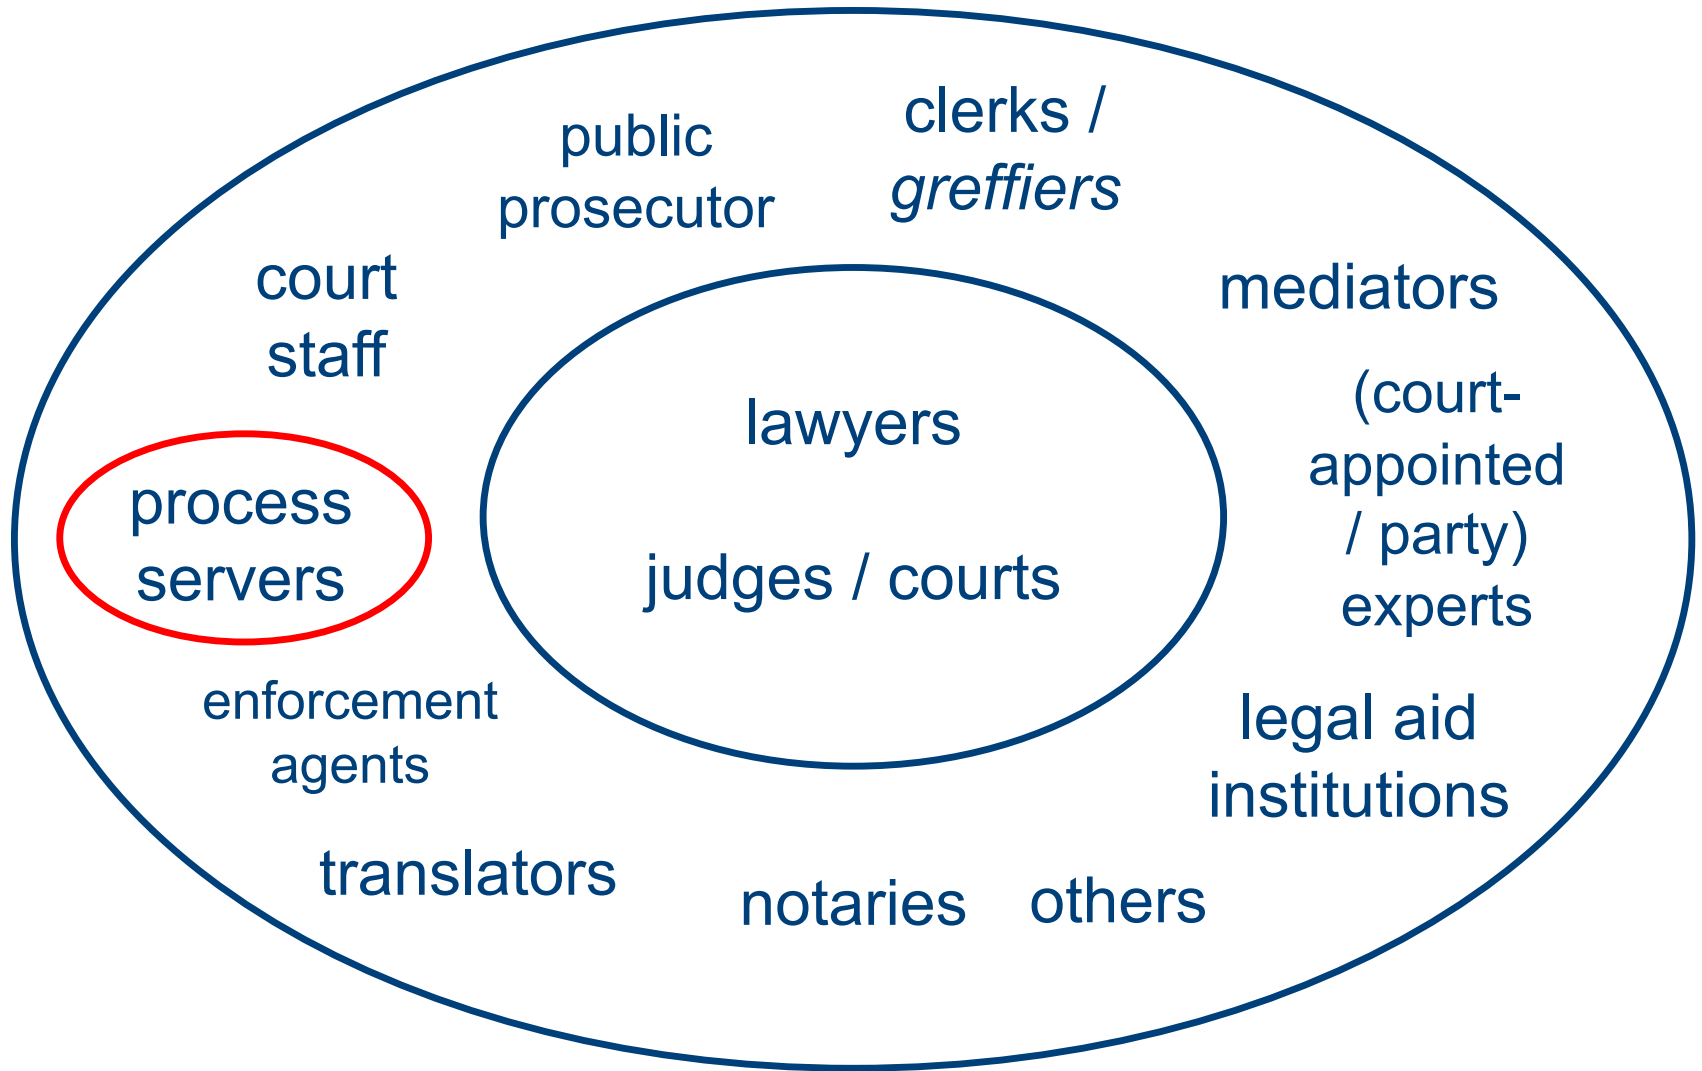 public
prosecutor
clerks /
greffiers
court
staff
mediators
(court-
appointed
/ party)
experts
lawyers
judges / courts
process
servers
enforcement
agents
legal aid
institutions
translators
notaries
others